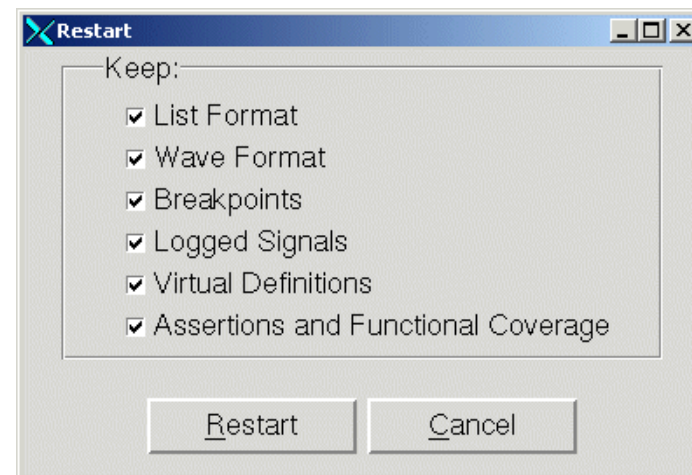 Restart
Keep:
List Format
Wave Format
Breakpoints
Logged Signals
Virtual Definitions
Assertions and Functional Coverage
Restart Cancel